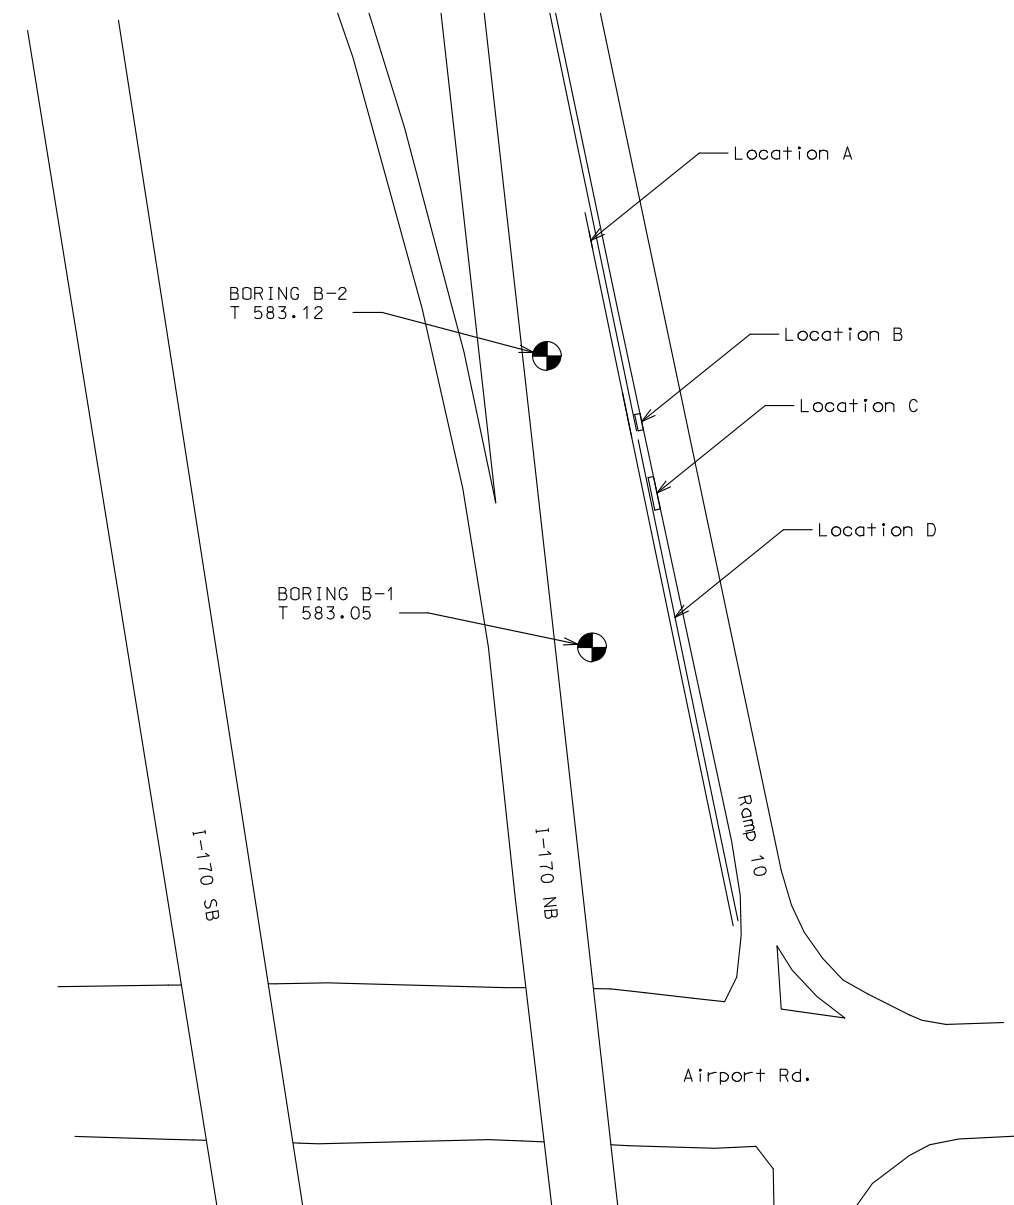 Location A
BORING B-2
T 583.12
Location B
Location C
Location D
BORING B-1
T 583.05
Ramp 10
I-170 SB
I-170 NB
Airport Rd.